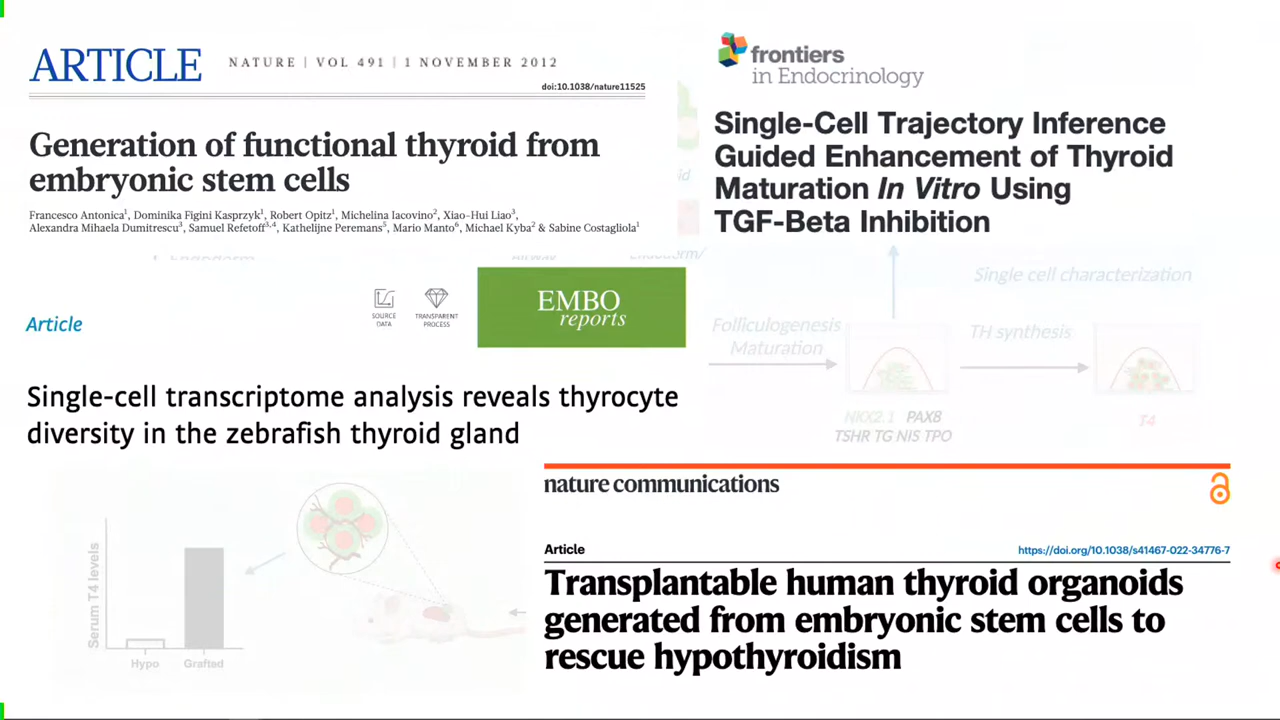 ARTICLE
NATURE | VOL 491 | 1 NOVEMBER 2012
doi:10.1038/nature11525
Generation of functional thyroid from
embryonic stem cells
Francesco Antonica¹, Dominika Figini Kasprzyk¹, Robert Opitz¹, Michelina Iacovino², Xiao-Hui Liao³,
Alexandra Mihaela Dumitrescu³, Samuel Refetoff³,⁴, Kathelijne Peremans⁵, Mario Manto⁶, Michael Kyba² & Sabine Costagliola¹
frontiers
in Endocrinology
Single-Cell Trajectory Inference
Guided Enhancement of Thyroid
Maturation In Vitro Using
TGF-Beta Inhibition
Article
SOURCE
DATA
TRANSPARENT
PROCESS
EMBO
reports
Single-cell transcriptome analysis reveals thyrocyte
diversity in the zebrafish thyroid gland
Single cell characterization
Folliculogenesis
Maturation
TH synthesis
NKX2.1 PAX8
TSHR TG NIS TPO
T4
Serum T4 levels
Hypo
Grafted
nature communications
Article
https://doi.org/10.1038/s41467-022-34776-7
Transplantable human thyroid organoids
generated from embryonic stem cells to
rescue hypothyroidism